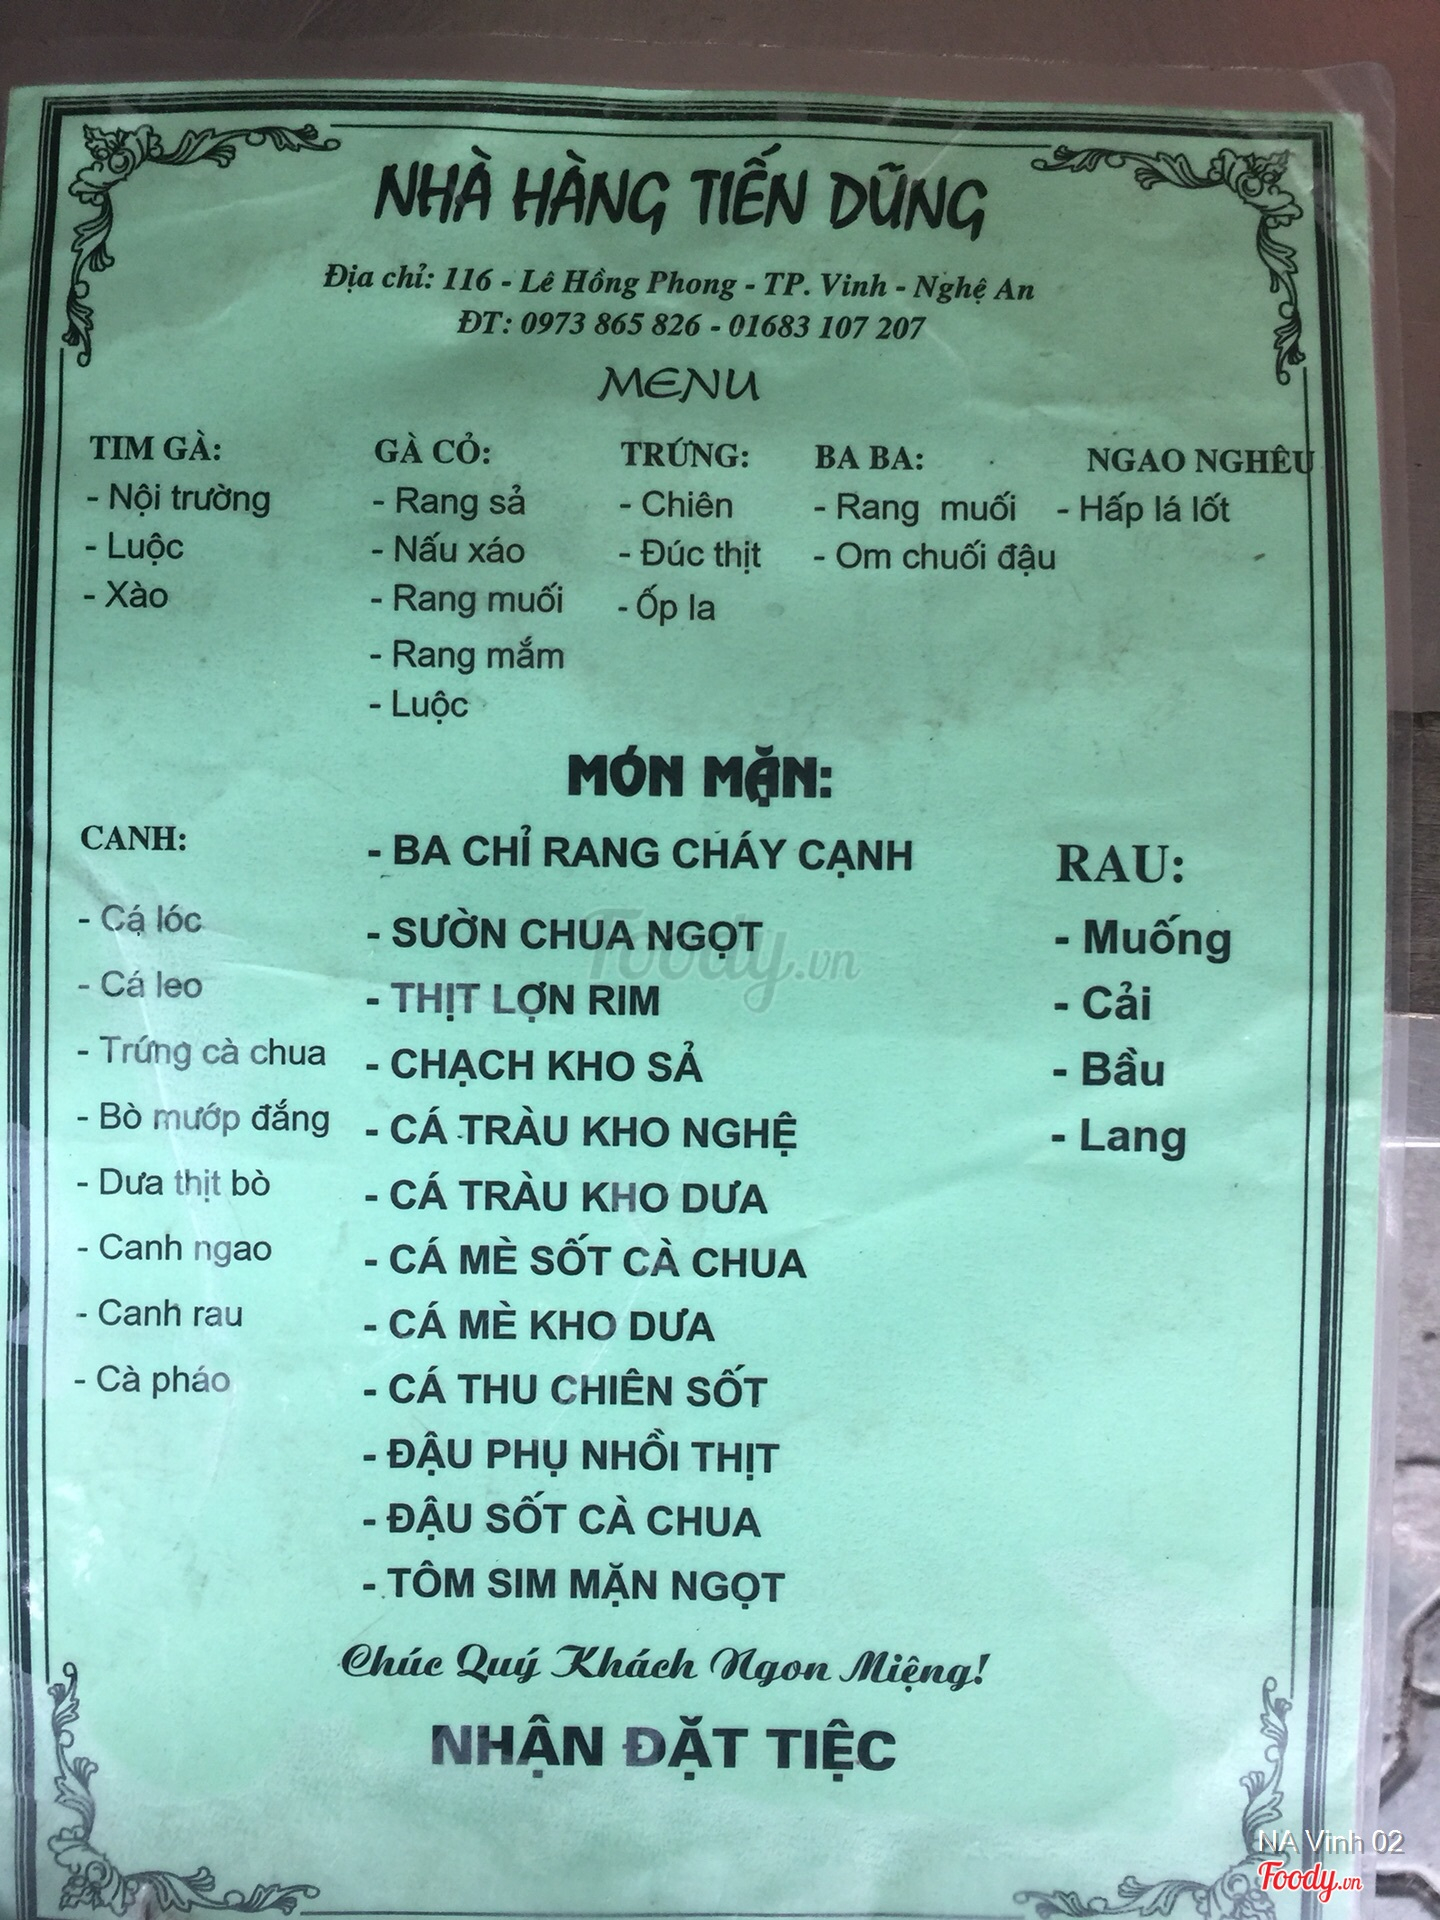 NHÀ HÀNG TIẾN DŨNG
Địa chỉ: 116 - Lê Hồng Phong - TP. Vinh - Nghệ An
ĐT: 0973 865 826 - 01683 107 207
MENU
TIM GÀ:
- Nội trường
- Luộc
- Xào
GÀ CỎ:
- Rang sả
- Nấu xáo
- Rang muối
- Rang mắm
- Luộc
TRỨNG:
- Chiên
- Đúc thịt
- Ốp la
BA BA:
- Rang muối
- Om chuối đậu
NGAO NGHÊU
- Hấp lá lốt
MÓN MẶN:
CANH:
- Cá lóc
- Cá leo
- Trứng cà chua
- Bò mướp đắng
- Dưa thịt bò
- Canh ngao
- Canh rau
- Cà pháo
- BA CHỈ RANG CHÁY CẠNH
- SƯỜN CHUA NGỌT
- THỊT LỢN RIM
- CHẠCH KHO SẢ
- CÁ TRÀU KHO NGHỆ
- CÁ TRÀU KHO DƯA
- CÁ MÈ SỐT CÀ CHUA
- CÁ MÈ KHO DƯA
- CÁ THU CHIÊN SỐT
- ĐẬU PHỤ NHỒI THỊT
- ĐẬU SỐT CÀ CHUA
- TÔM SIM MẶN NGỌT
RAU:
- Muống
- Cải
- Bầu
- Lang
Foody.vn
Chúc Quý Khách Ngon Miệng!
NHẬN ĐẶT TIỆC
NA Vinh 02
Foody.vn